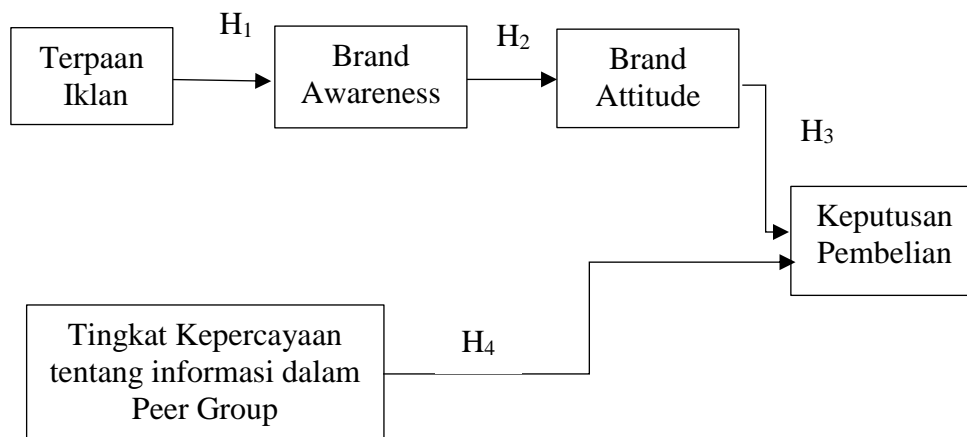 H₁
H₂
Terpaan
Iklan
Brand
Awareness
Brand
Attitude
H₃
Keputusan
Pembelian
Tingkat Kepercayaan
tentang informasi dalam
Peer Group
H₄